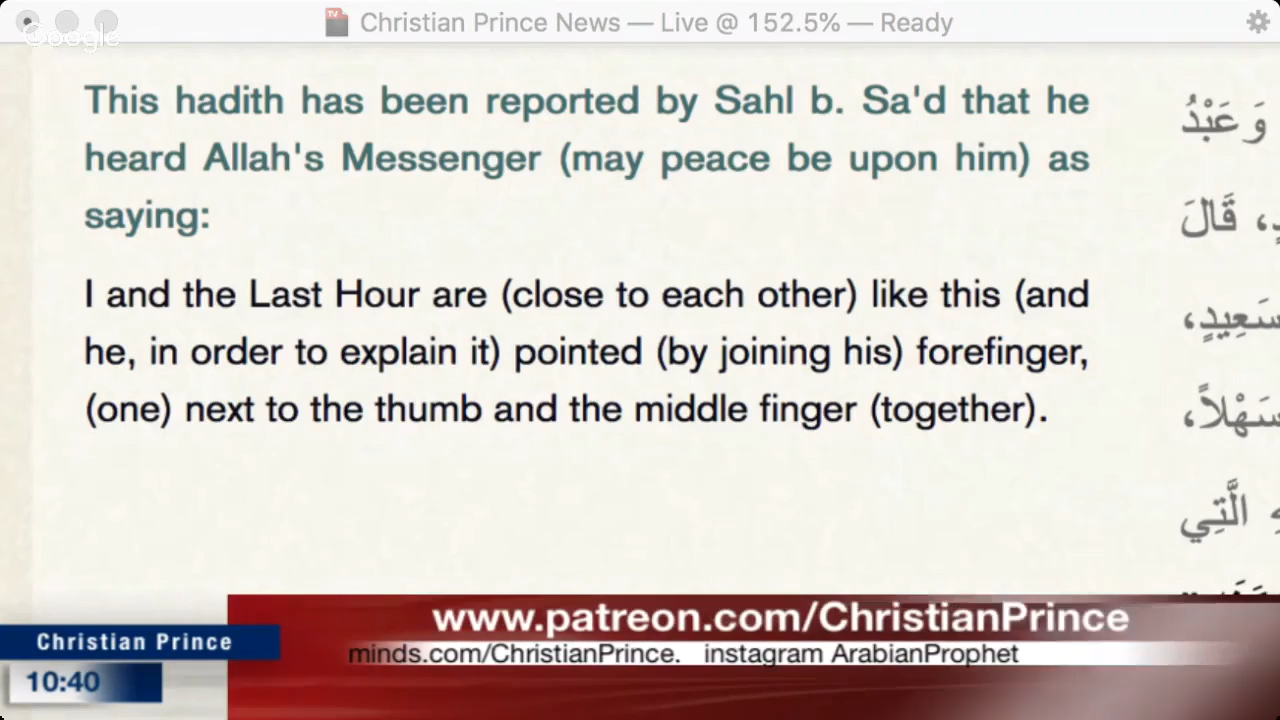 Christian Prince News — Live @ 152.5% — Ready
Google
This hadith has been reported by Sahl b. Sa'd that he
heard Allah's Messenger (may peace be upon him) as
saying:
I and the Last Hour are (close to each other) like this (and
he, in order to explain it) pointed (by joining his) forefinger,
(one) next to the thumb and the middle finger (together).
وَعَبْدُ
قَالَ
سَعِيدٍ،
سَهْلاً،
الَّتِي
www.patreon.com/ChristianPrince
Christian Prince
minds.com/ChristianPrince. instagram ArabianProphet
10:40